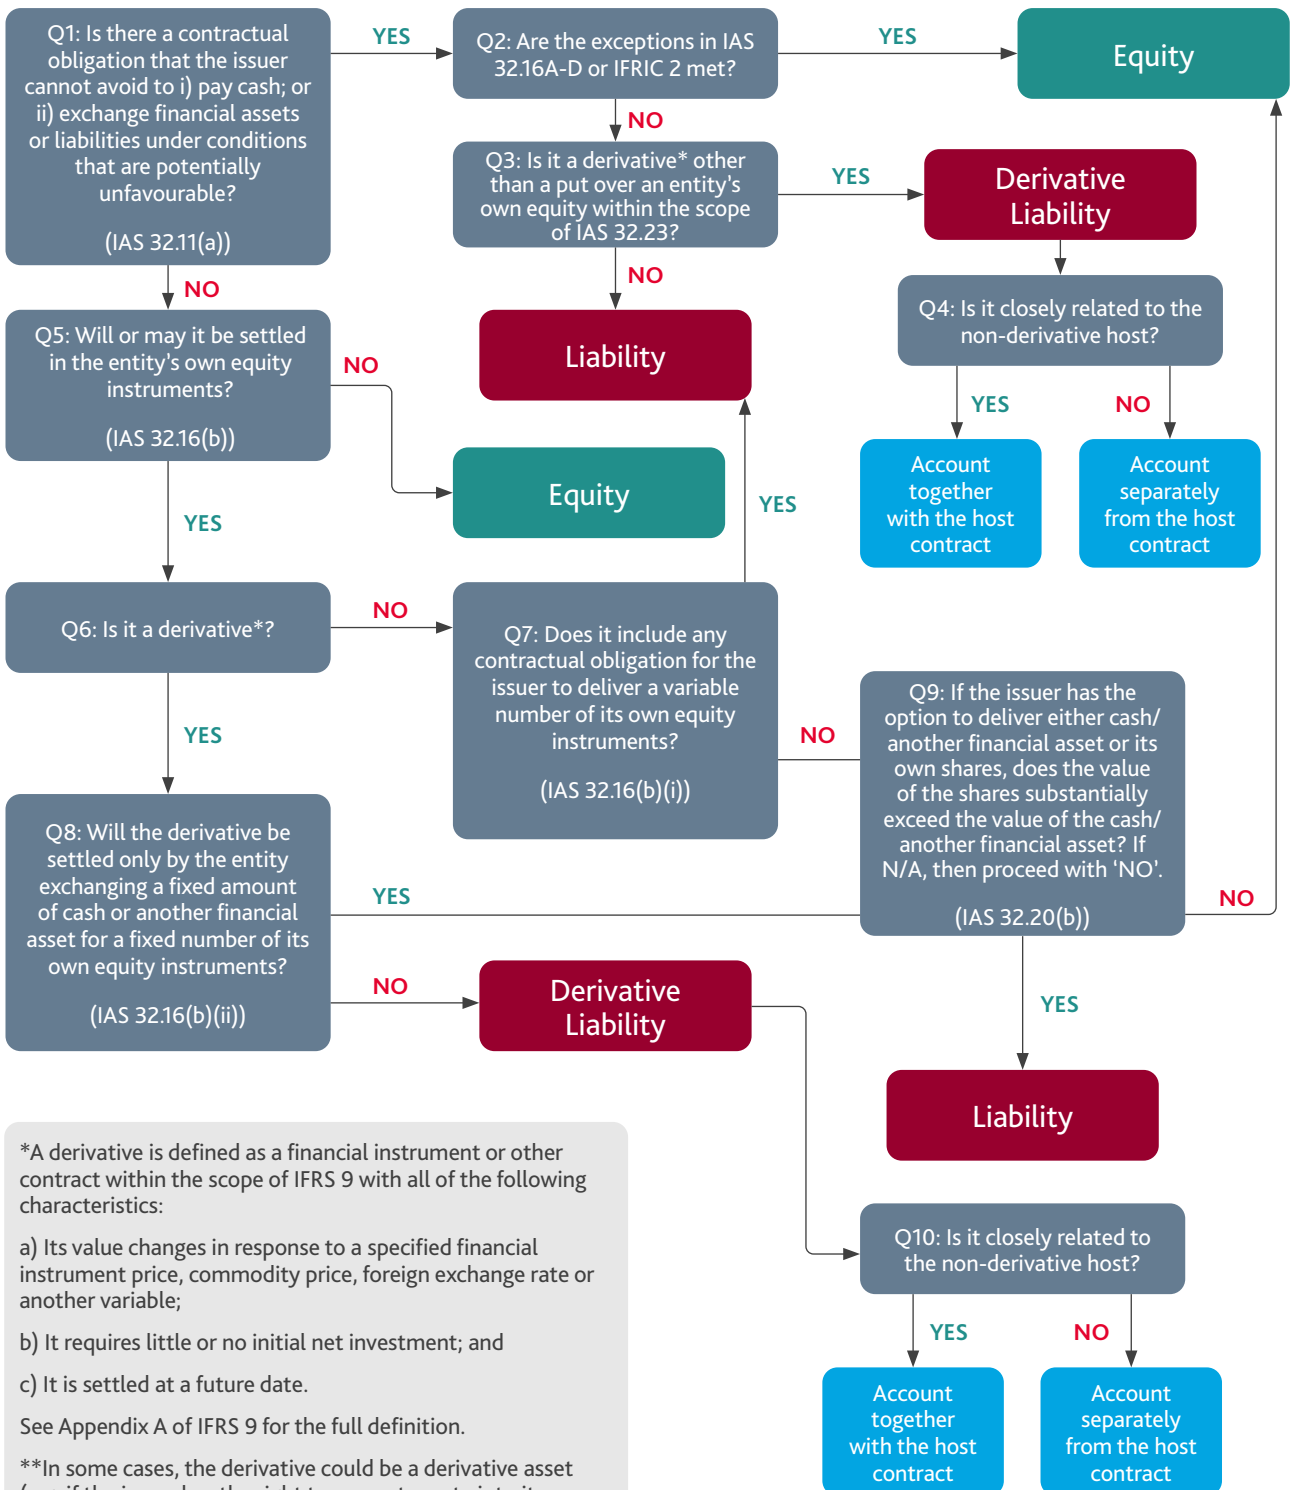 Q1: Is there a contractual
obligation that the issuer
cannot avoid to i) pay cash; or
ii) exchange financial assets
or liabilities under conditions
that are potentially
unfavourable?
(IAS 32.11(a))
YES
Q2: Are the exceptions in IAS
32.16A-D or IFRIC 2 met?
YES
Equity
NO
Q3: Is it a derivative* other
than a put over an entity's
own equity within the scope
of IAS 32.23?
YES
Derivative
Liability
NO
Liability
Q4: Is it closely related to the
non-derivative host?
YES
Account
together
with the host
contract
NO
Account
separately
from the host
contract
NO
Q5: Will or may it be settled
in the entity's own equity
instruments?
(IAS 32.16(b))
NO
Equity
YES
Q6: Is it a derivative*?
NO
Q7: Does it include any
contractual obligation for the
issuer to deliver a variable
number of its own equity
instruments?
(IAS 32.16(b)(i))
YES
NO
Q9: If the issuer has the
option to deliver either cash/
another financial asset or its
own shares, does the value
of the shares substantially
exceed the value of the cash/
another financial asset? If
N/A, then proceed with ‘NO’.
(IAS 32.20(b))
NO
YES
Liability
YES
Q8: Will the derivative be
settled only by the entity
exchanging a fixed amount
of cash or another financial
asset for a fixed number of its
own equity instruments?
(IAS 32.16(b)(ii))
YES
NO
Derivative
Liability
Q10: Is it closely related to
the non-derivative host?
YES
Account
together
with the host
contract
NO
Account
separately
from the host
contract
*A derivative is defined as a financial instrument or other
contract within the scope of IFRS 9 with all of the following
characteristics:
a) Its value changes in response to a specified financial
instrument price, commodity price, foreign exchange rate or
another variable;
b) It requires little or no initial net investment; and
c) It is settled at a future date.
See Appendix A of IFRS 9 for the full definition.
**In some cases, the derivative could be a derivative asset